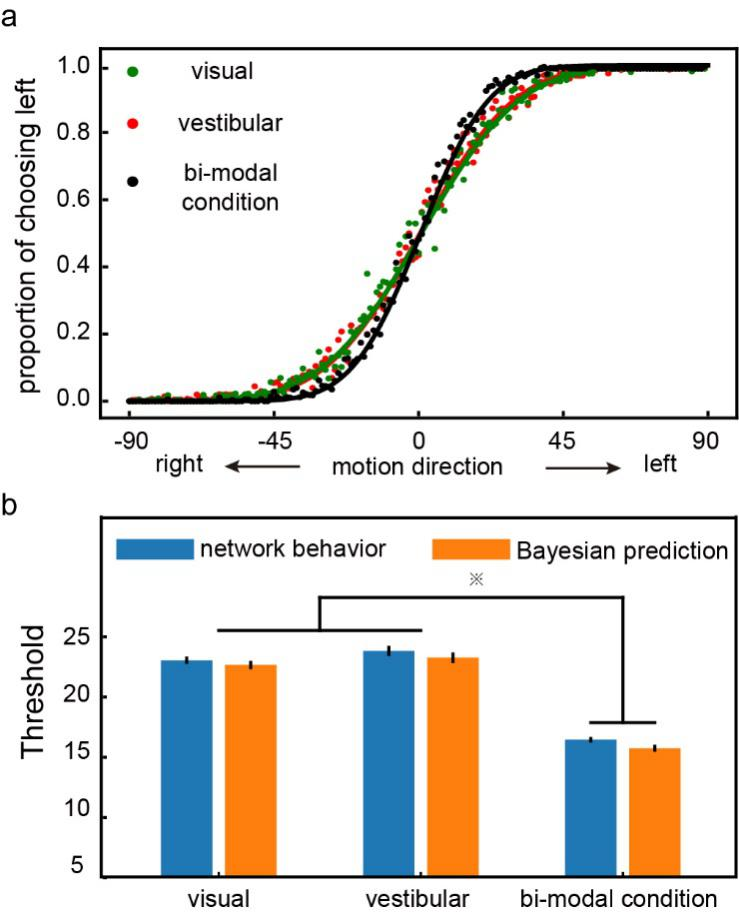 a
proportion of choosing left
1.0
0.8
0.6
0.4
0.2
0.0
visual
vestibular
bi-modal
condition
-90
-45
0
45
90
right
motion direction
left
b
network behavior
Bayesian prediction
※
Threshold
25
20
15
10
5
visual
vestibular
bi-modal condition